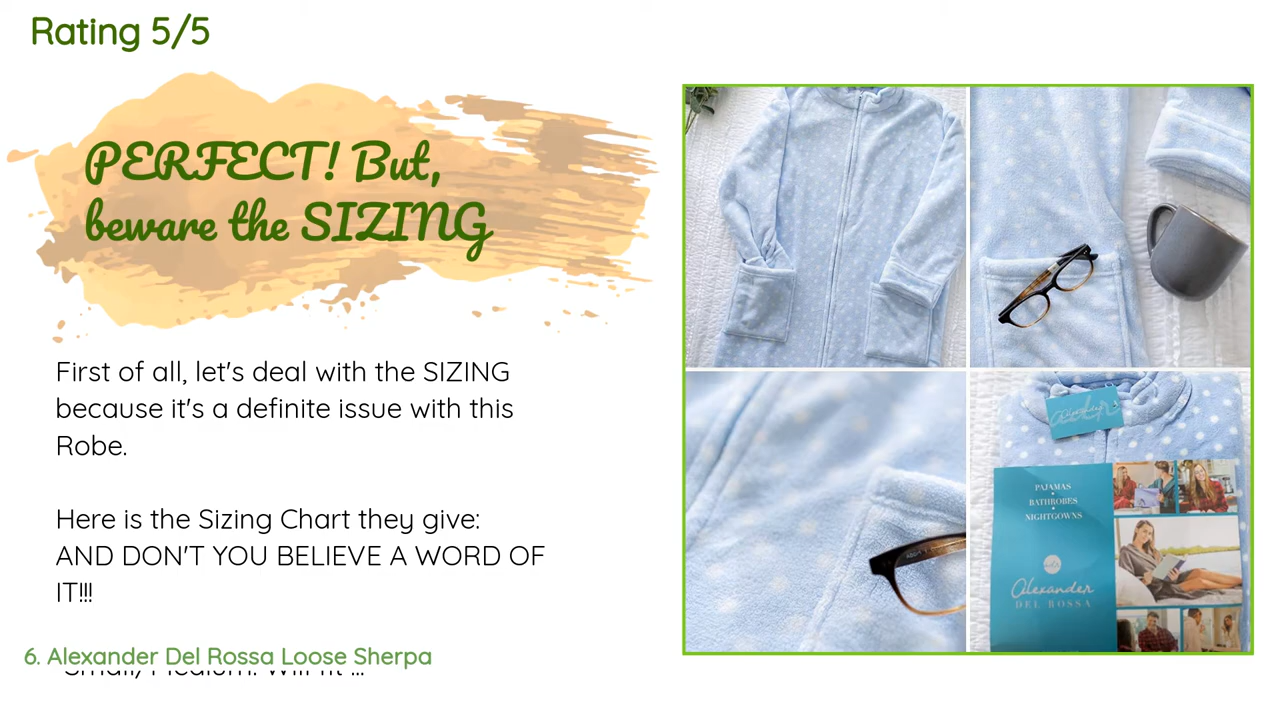 Rating 5/5
PERFECT! But,
beware the SIZING
First of all, let's deal with the SIZING
because it's a definite issue with this
Robe.
Here is the Sizing Chart they give:
AND DON'T YOU BELIEVE A WORD OF
IT!!!
6. Alexander Del Rossa Loose Sherpa
PAJAMAS
•
BATHROBES
•
NIGHTGOWNS
adr
Alexander
DEL ROSSA